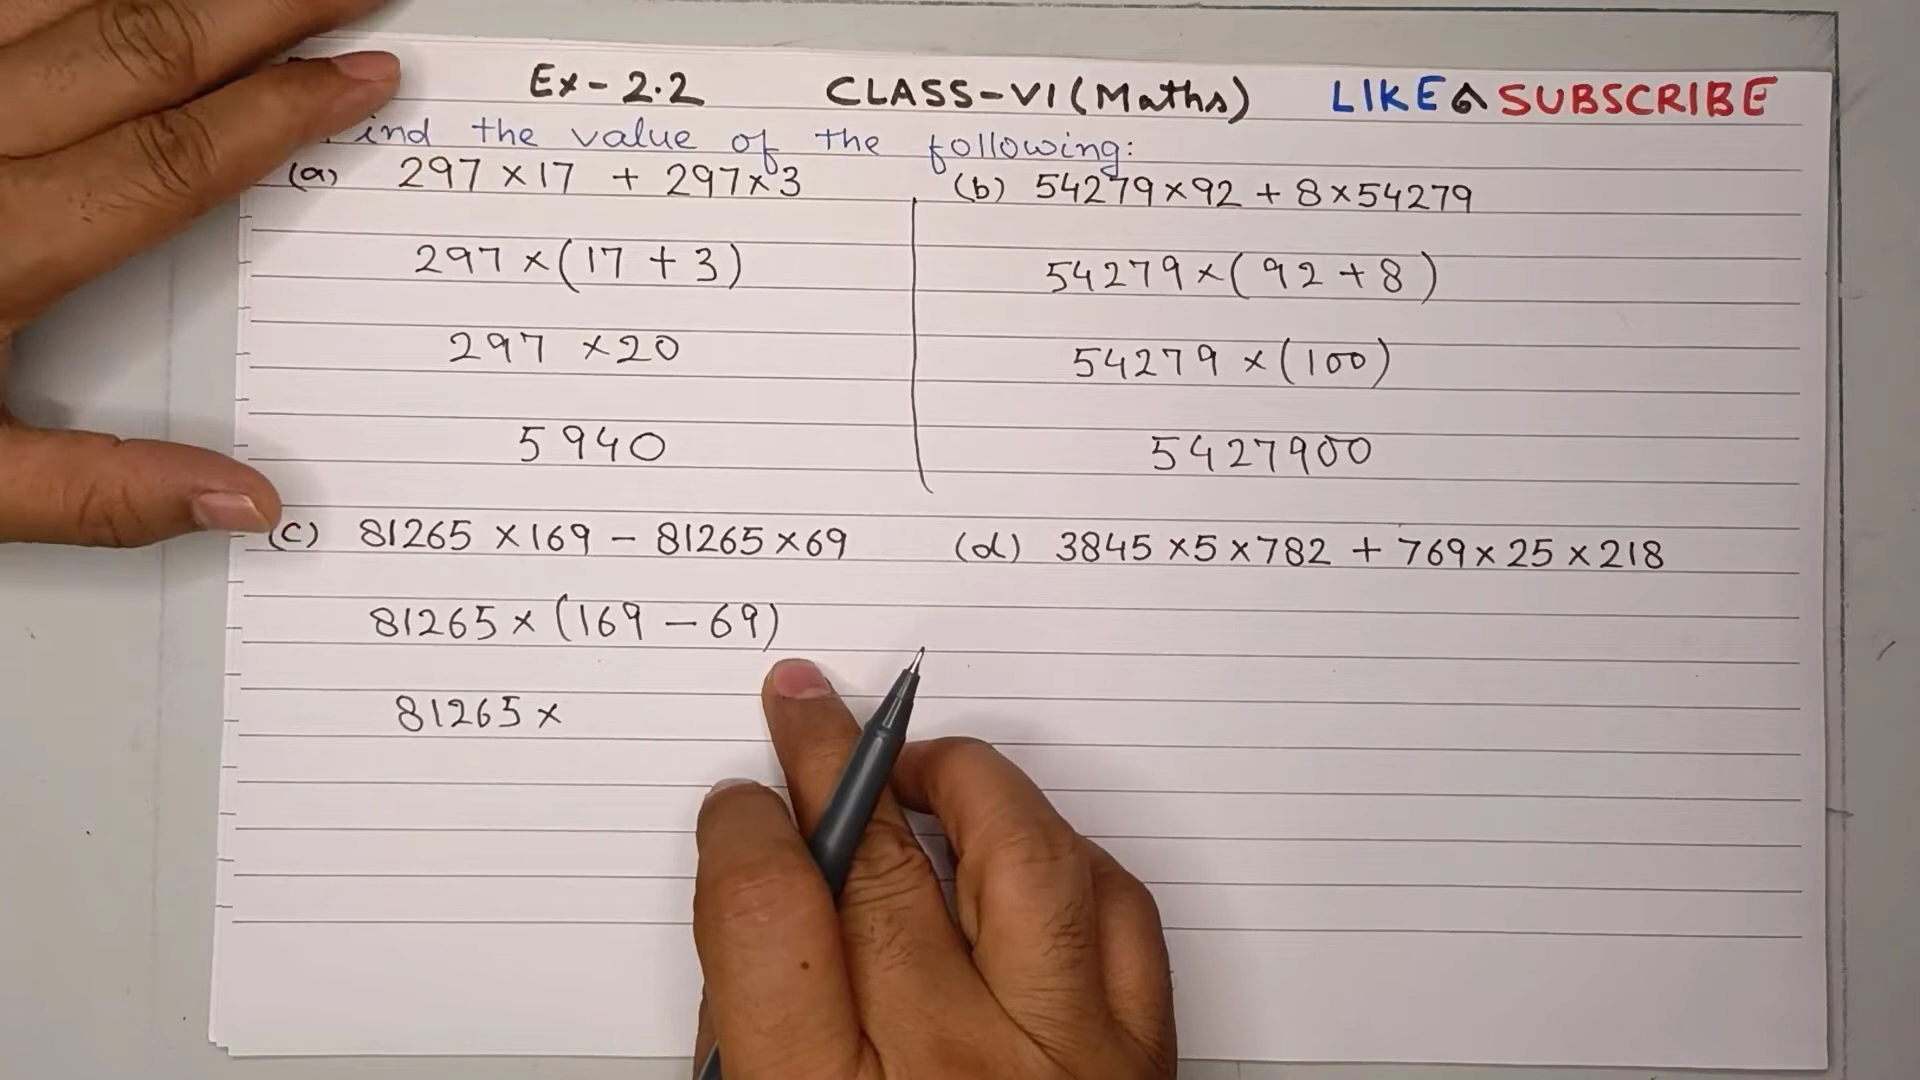 Ex-2.2 CLASS-VI (Maths) LIKE & SUBSCRIBE
the value of the following:
(a) 297 × 17 + 297 × 3
297 × (17 + 3)
297 × 20
5940
(b) 54279 × 92 + 8 × 54279
54279 × (92 + 8)
54279 × (100)
5427900
(c) 81265 × 169 - 81265 × 69
81265 × (169 - 69)
81265 ×
(d) 3845 × 5 × 782 + 769 × 25 × 218